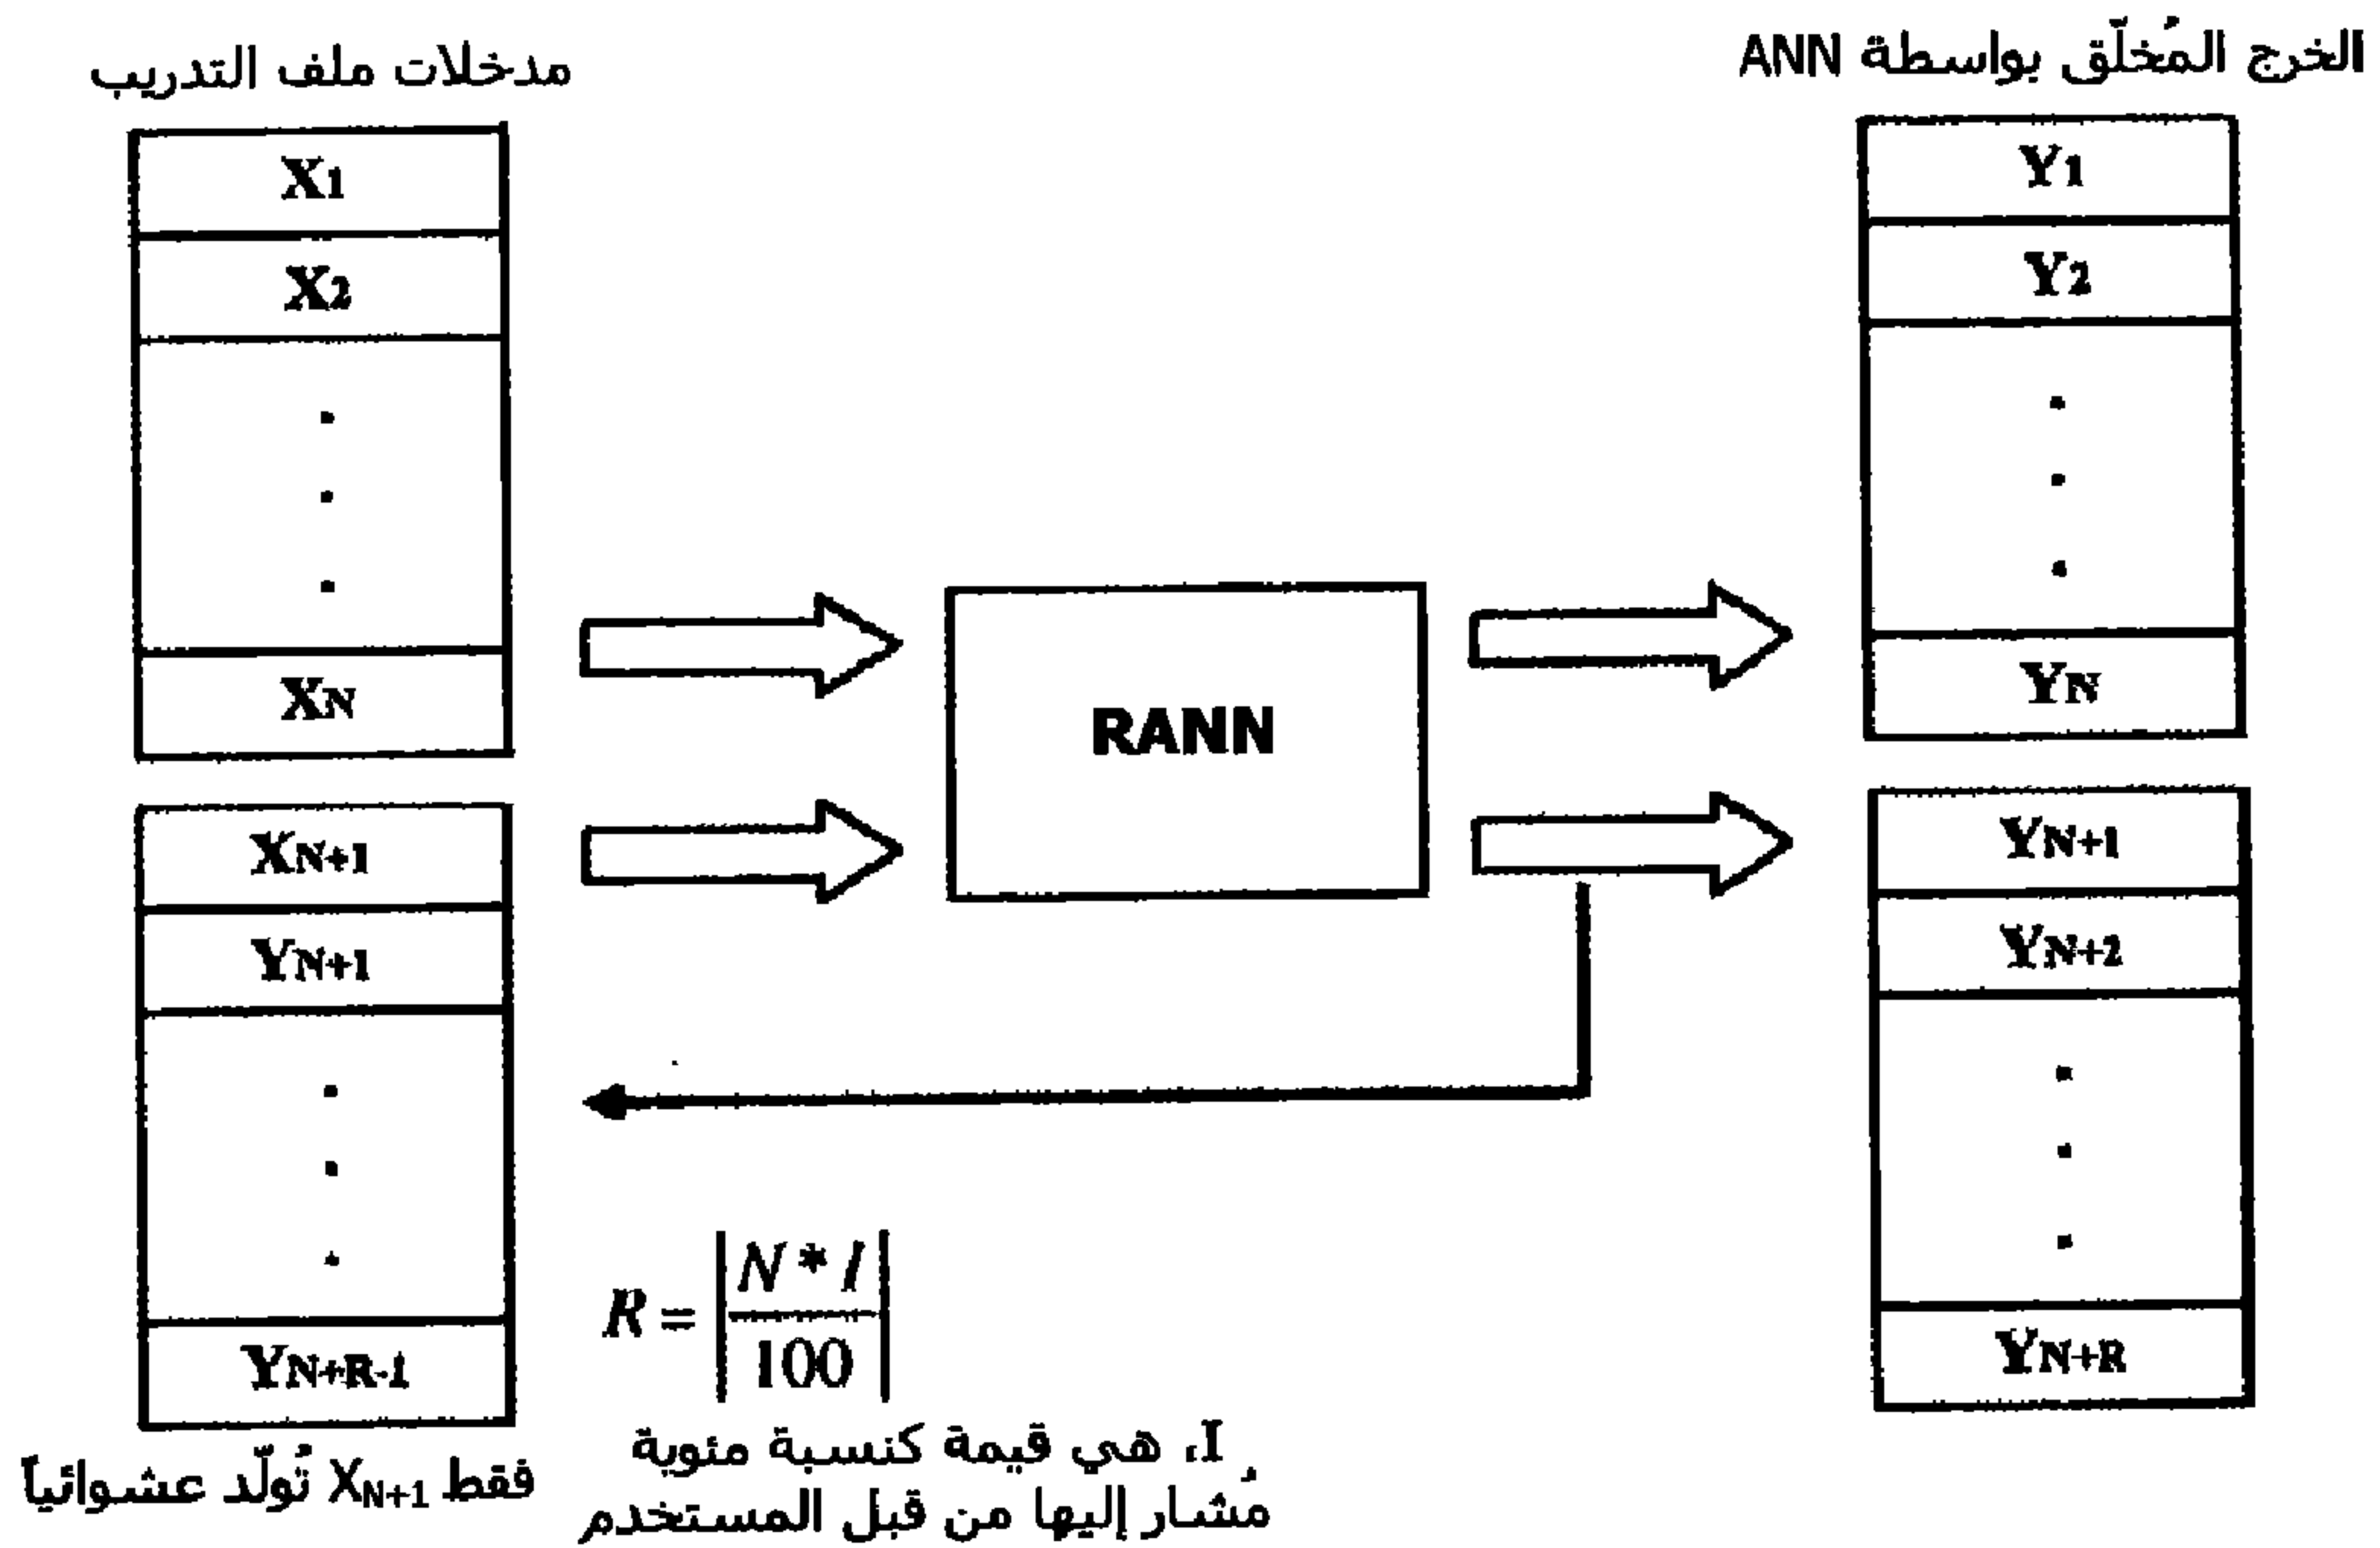 مدخلات ملف التدريب
X1
X2
XN
XN+1
YN+1
YN+R-1
فقط XN+1 تُولّد عشوائياً
RANN
R = |N * I / 100|
I، هي قيمة كنسبة مئوية
مُشار إليها من قبل المستخدم
الخرج المُخلّق بواسطة ANN
Y1
Y2
YN
YN+1
YN+2
YN+R